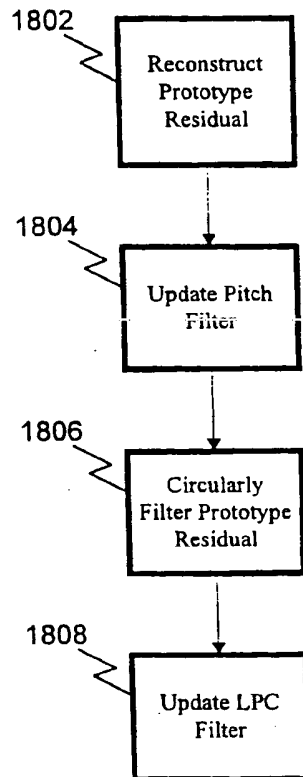 1802
Reconstruct
Prototype
Residual
1804
Update Pitch
Filter
1806
Circularly
Filter Prototype
Residual
1808
Update LPC
Filter